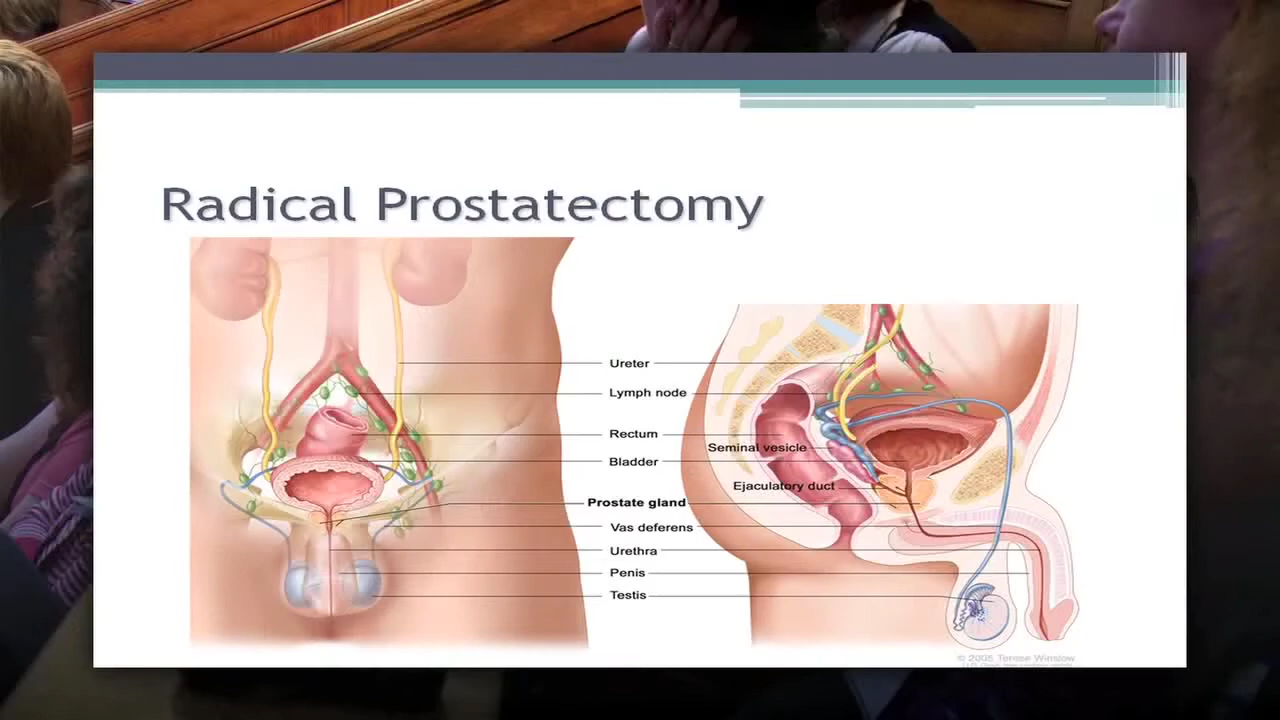 Radical Prostatectomy
Ureter
Lymph node
Rectum
Seminal vesicle
Bladder
Ejaculatory duct
Prostate gland
Vas deferens
Urethra
Penis
Testis
© 2005 Terese Winslow